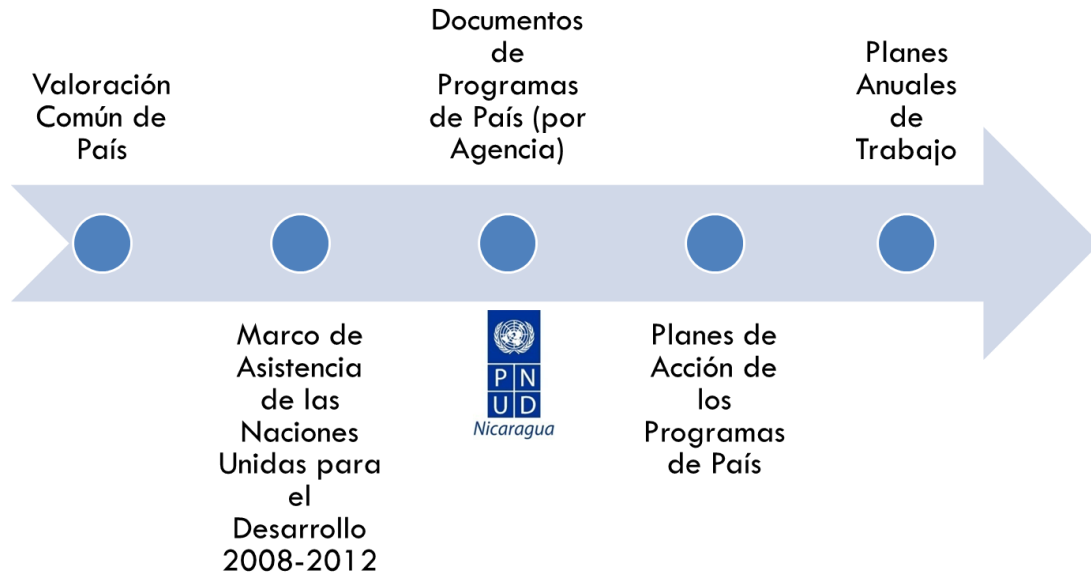 Valoración
Común de
País
Marco de
Asistencia
de las
Naciones
Unidas para
el
Desarrollo
2008-2012
Documentos
de
Programas
de País (por
Agencia)
P N
U D
Nicaragua
Planes de
Acción de
los
Programas
de País
Planes
Anuales
de
Trabajo